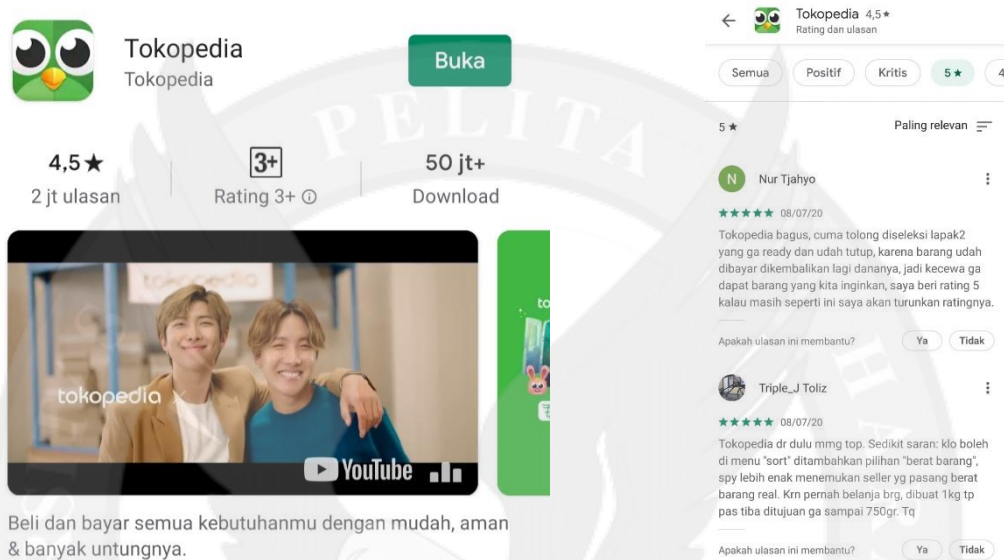 Tokopedia
Tokopedia
Buka
4,5★
2 jt ulasan
3+
Rating 3+ ⓘ
50 jt+
Download
tokopedia
tokopedia
YouTube
to
Beli dan bayar semua kebutuhanmu dengan mudah, aman
& banyak untungnya.
PELITA
HAR
SI
Tokopedia 4,5★
Rating dan ulasan
Semua
Positif
Kritis
5★
4
5★
Paling relevan
N
Nur Tjahyo
★★★★★ 08/07/20
Tokopedia bagus, cuma tolong diseleksi lapak2
yang ga ready dan udah tutup, karena barang udah
dibayar dikembalikan lagi dananya, jadi kecewa ga
dapat barang yang kita inginkan, saya beri rating 5
kalau masih seperti ini saya akan turunkan ratingnya.
Apakah ulasan ini membantu?
Ya
Tidak
Triple_J Toliz
★★★★★ 08/07/20
Tokopedia dr dulu mmg top. Sedikit saran: klo boleh
di menu "sort" ditambahkan pilihan "berat barang",
spy lebih enak menemukan seller yg pasang berat
barang real. Krn pernah belanja brg, dibuat 1kg tp
pas tiba ditujuan ga sampai 750gr. Tq
Apakah ulasan ini membantu?
Ya
Tidak